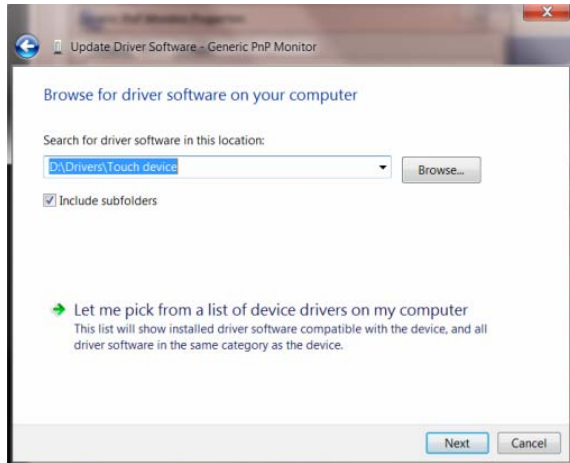 Update Driver Software - Generic PnP Monitor
Browse for driver software on your computer
Search for driver software in this location:
D:\Drivers\Touch device
Browse...
Include subfolders
Let me pick from a list of device drivers on my computer
This list will show installed driver software compatible with the device, and all
driver software in the same category as the device.
Next
Cancel